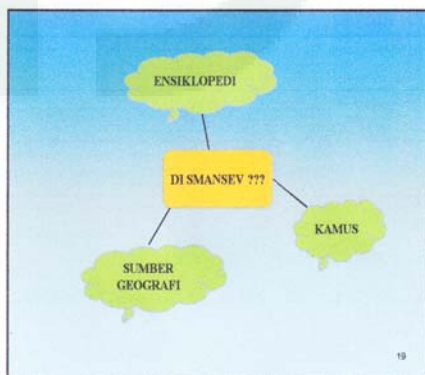 ENSIKLOPEDI
DI SMANSEV ???
KAMUS
SUMBER
GEOGRAFI
19